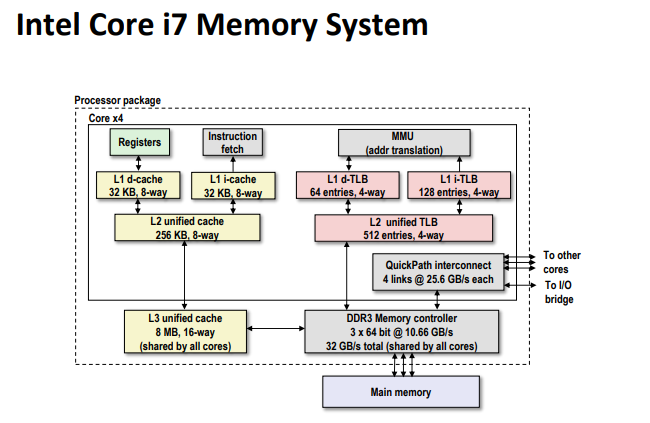 Intel Core i7 Memory System
Processor package
Core x4
Registers
Instruction
fetch
MMU
(addr translation)
L1 d-cache
32 KB, 8-way
L1 i-cache
32 KB, 8-way
L1 d-TLB
64 entries, 4-way
L1 i-TLB
128 entries, 4-way
L2 unified cache
256 KB, 8-way
L2 unified TLB
512 entries, 4-way
QuickPath interconnect
4 links @ 25.6 GB/s each
To other
cores
To I/O
bridge
L3 unified cache
8 MB, 16-way
(shared by all cores)
DDR3 Memory controller
3 x 64 bit @ 10.66 GB/s
32 GB/s total (shared by all cores)
Main memory